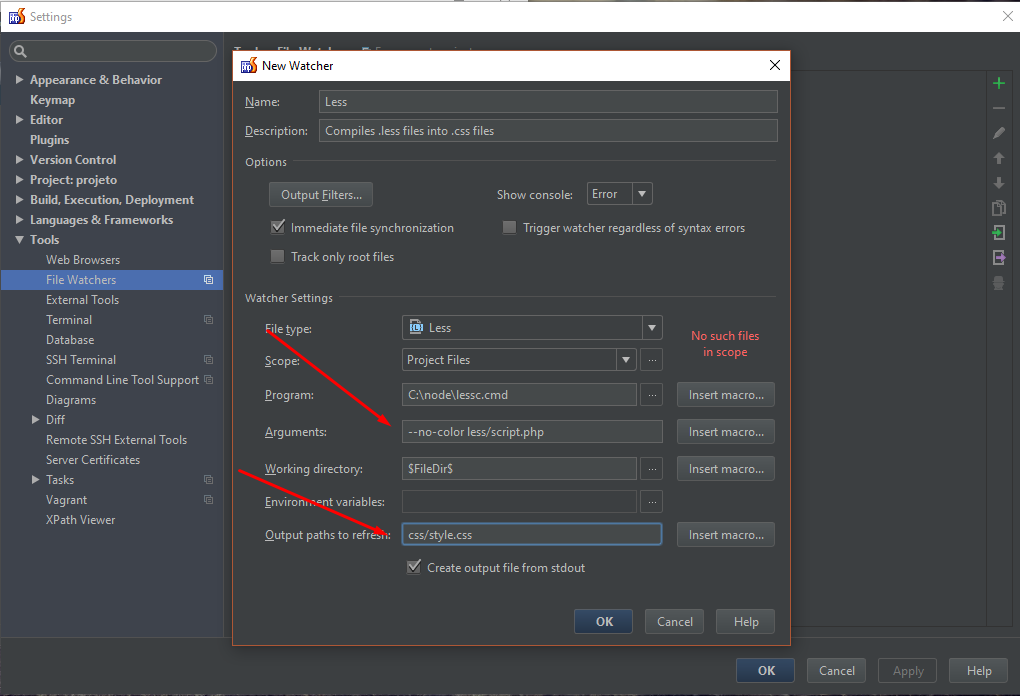 Settings
New Watcher
Name: Less
Description: Compiles .less files into .css files
Options
Output Filters...
Show console: Error
Immediate file synchronization
Trigger watcher regardless of syntax errors
Track only root files
Watcher Settings
File type: Less
No such files
in scope
Scope: Project Files ...
Program: C:\node\lessc.cmd ... Insert macro...
Arguments: --no-color less/script.php Insert macro...
Working directory: $FileDir$ ... Insert macro...
Environment variables: ...
Output paths to refresh: css/style.css Insert macro...
Create output file from stdout
OK Cancel Help
Appearance & Behavior
Keymap
Editor
Plugins
Version Control
Project: projeto
Build, Execution, Deployment
Languages & Frameworks
Tools
Web Browsers
File Watchers
External Tools
Terminal
Database
SSH Terminal
Command Line Tool Support
Diagrams
Diff
Remote SSH External Tools
Server Certificates
Tasks
Vagrant
XPath Viewer
OK Cancel Apply Help